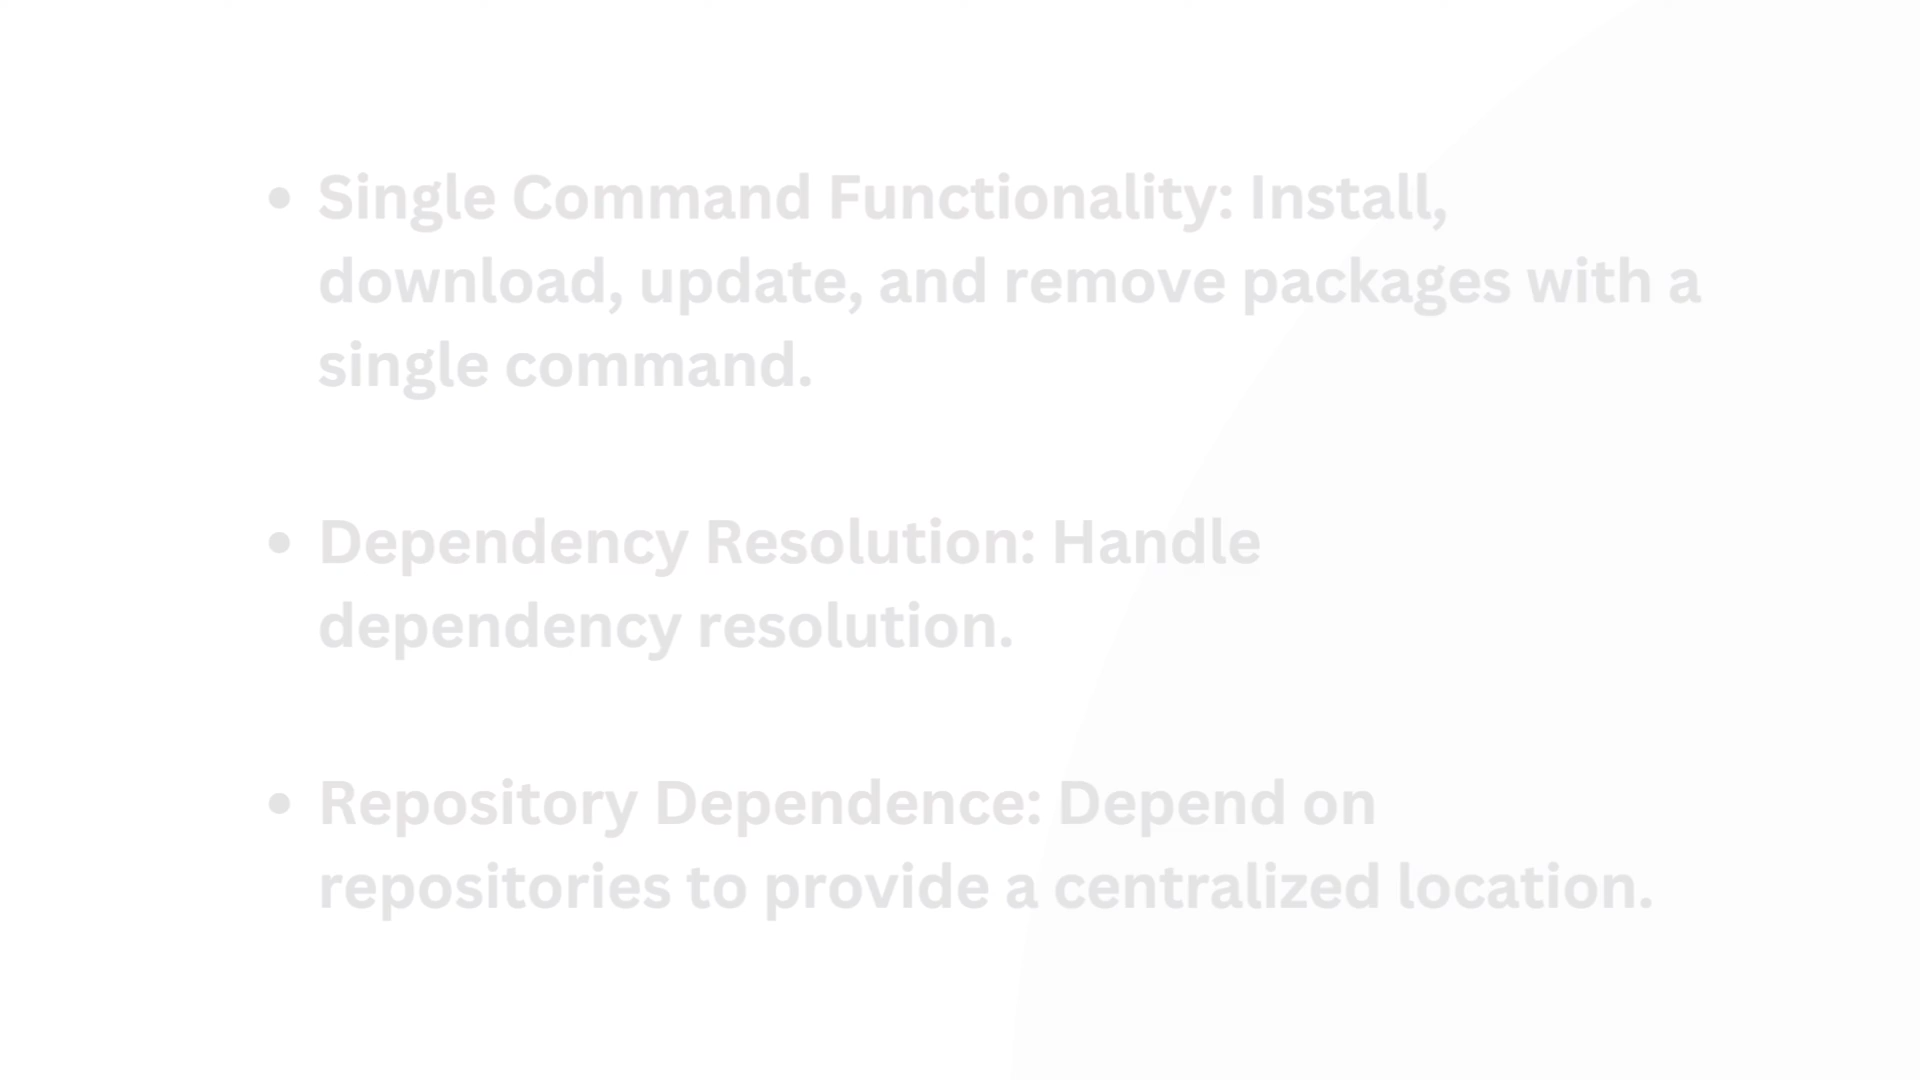 • Single Command Functionality: Install,
download, update, and remove packages with a
single command.
• Dependency Resolution: Handle
dependency resolution.
• Repository Dependence: Depend on
repositories to provide a centralized location.